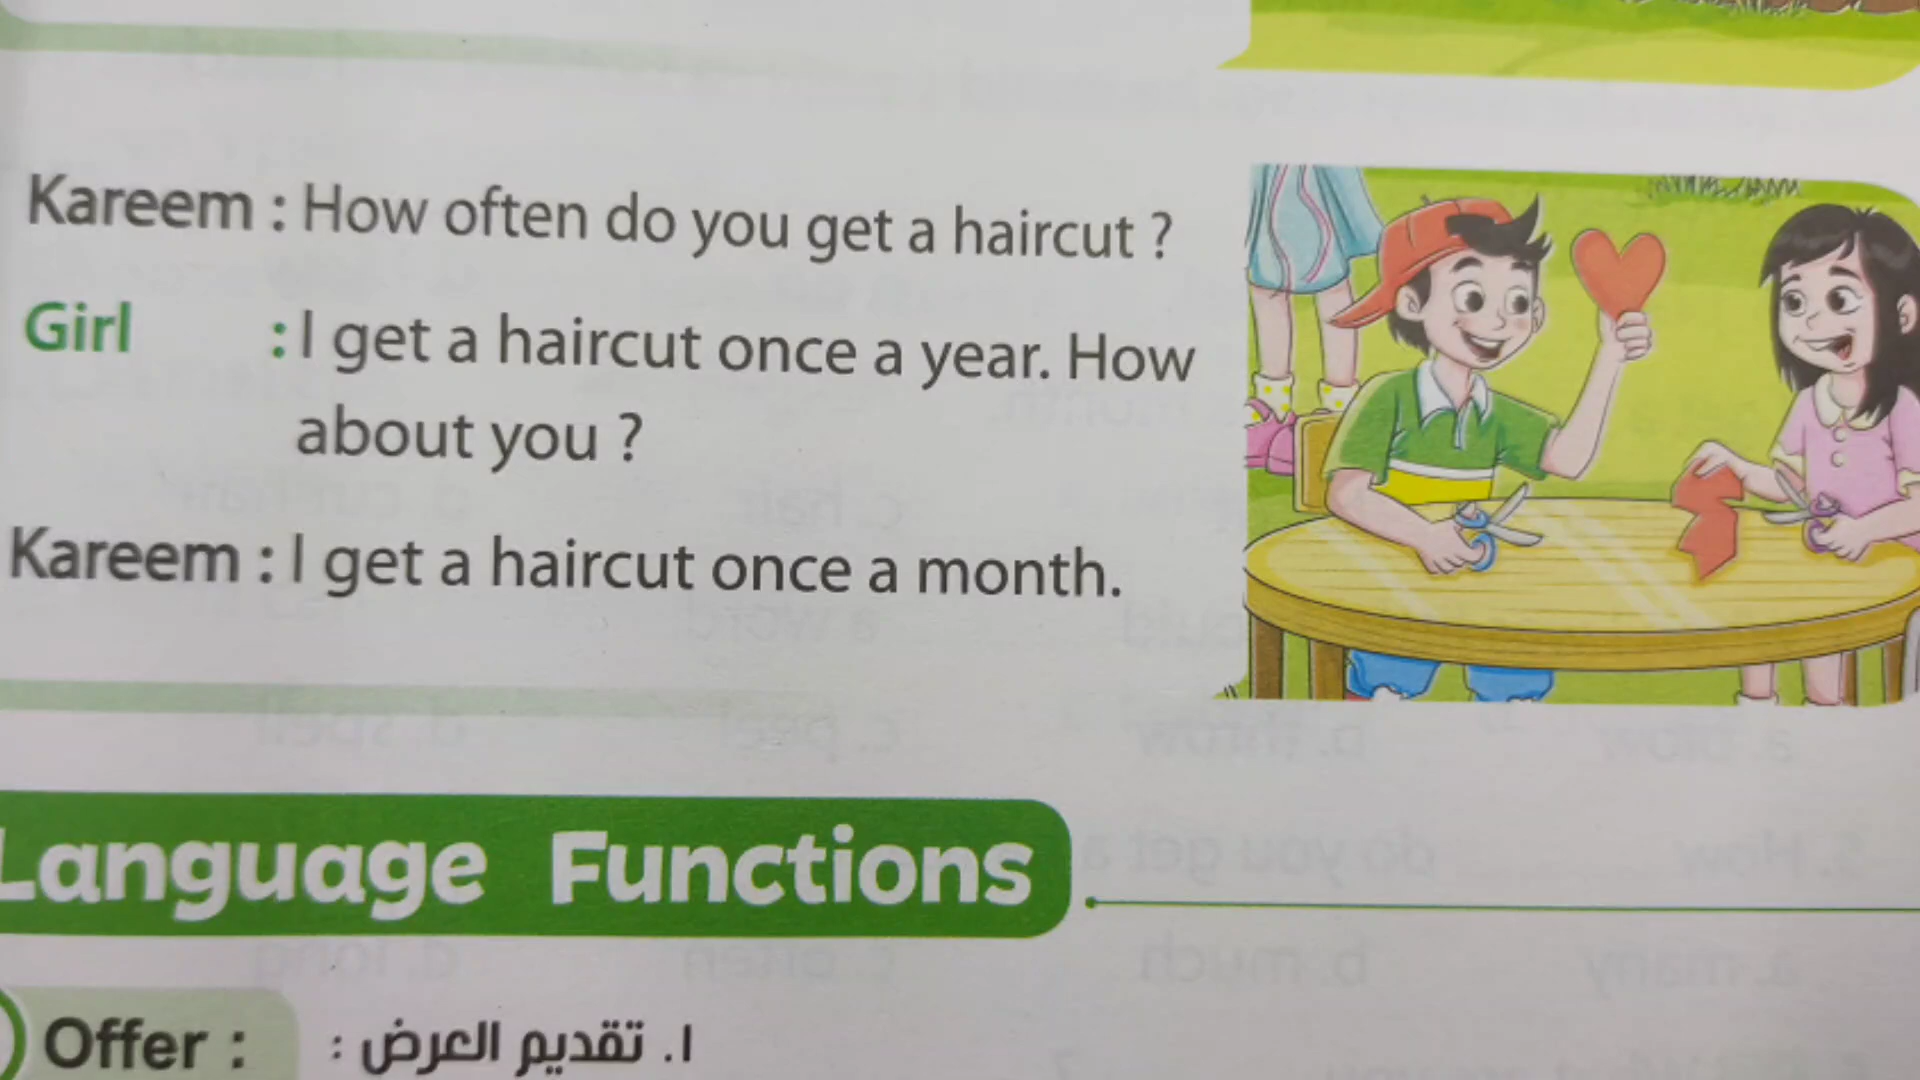 Kareem : How often do you get a haircut ?
Girl : I get a haircut once a year. How
about you ?
Kareem : I get a haircut once a month.
Language Functions
Offer : ١. تقديم العرض :